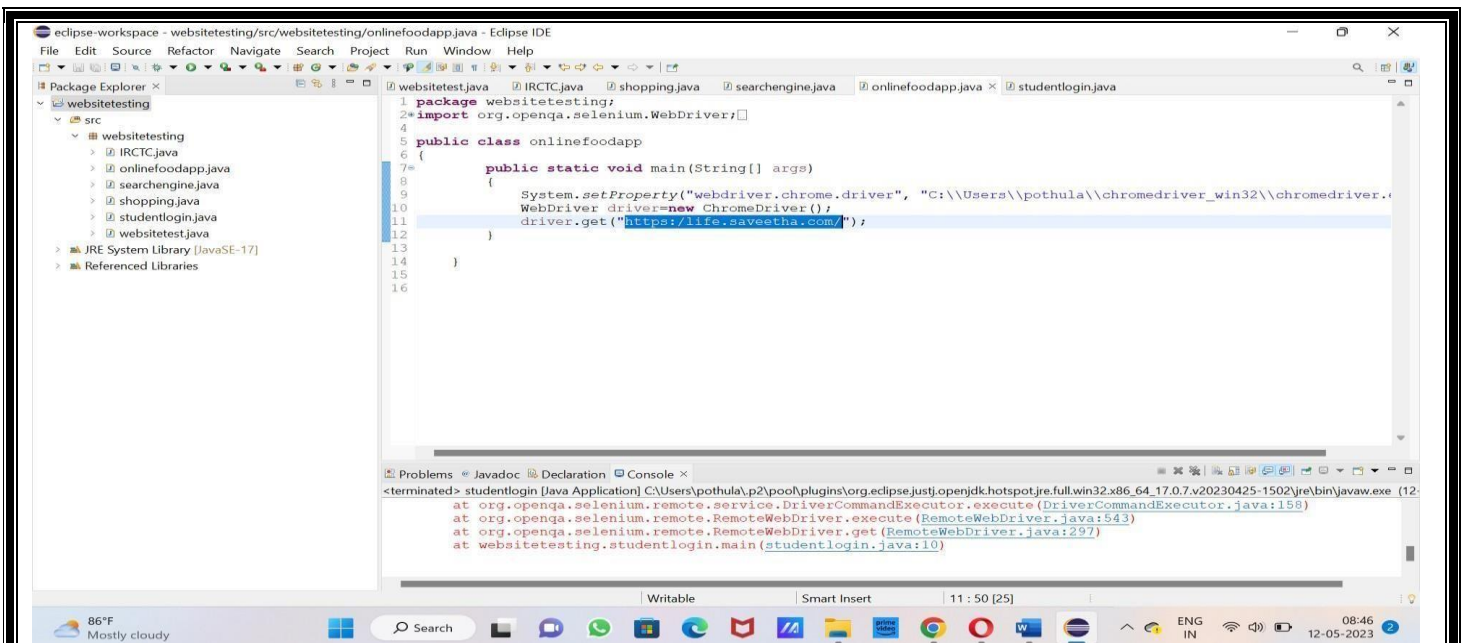 eclipse-workspace - websitetesting/src/websitetesting/onlinefoodapp.java - Eclipse IDE
File Edit Source Refactor Navigate Search Project Run Window Help
Package Explorer
websitetesting
src
websitetesting
IRCTC.java
onlinefoodapp.java
searchengine.java
shopping.java
studentlogin.java
websitetest.java
JRE System Library [JavaSE-17]
Referenced Libraries
websitetest.java IRCTC.java shopping.java searchengine.java onlinefoodapp.java studentlogin.java
1 package websitetesting;
2 import org.openqa.selenium.WebDriver;
4
5 public class onlinefoodapp
6 {
7 public static void main(String[] args)
8 {
9 System.setProperty("webdriver.chrome.driver", "C:\\Users\\pothula\\chromedriver_win32\\chromedriver.
10 WebDriver driver=new ChromeDriver();
11 driver.get("https:/life.saveetha.com/");
12 }
13
14 }
15
16
Problems Javadoc Declaration Console
<terminated> studentlogin [Java Application] C:\Users\pothula\.p2\pool\plugins\org.eclipse.justj.openjdk.hotspot.jre.full.win32.x86_64_17.0.7.v20230425-1502\jre\bin\javaw.exe (12-
at org.openqa.selenium.remote.service.DriverCommandExecutor.execute(DriverCommandExecutor.java:158)
at org.openqa.selenium.remote.RemoteWebDriver.execute(RemoteWebDriver.java:543)
at org.openqa.selenium.remote.RemoteWebDriver.get(RemoteWebDriver.java:297)
at websitetesting.studentlogin.main(studentlogin.java:10)
Writable Smart Insert 11 : 50 [25]
86°F
Mostly cloudy
Search
prime video
ENG
IN
08:46
12-05-2023
2